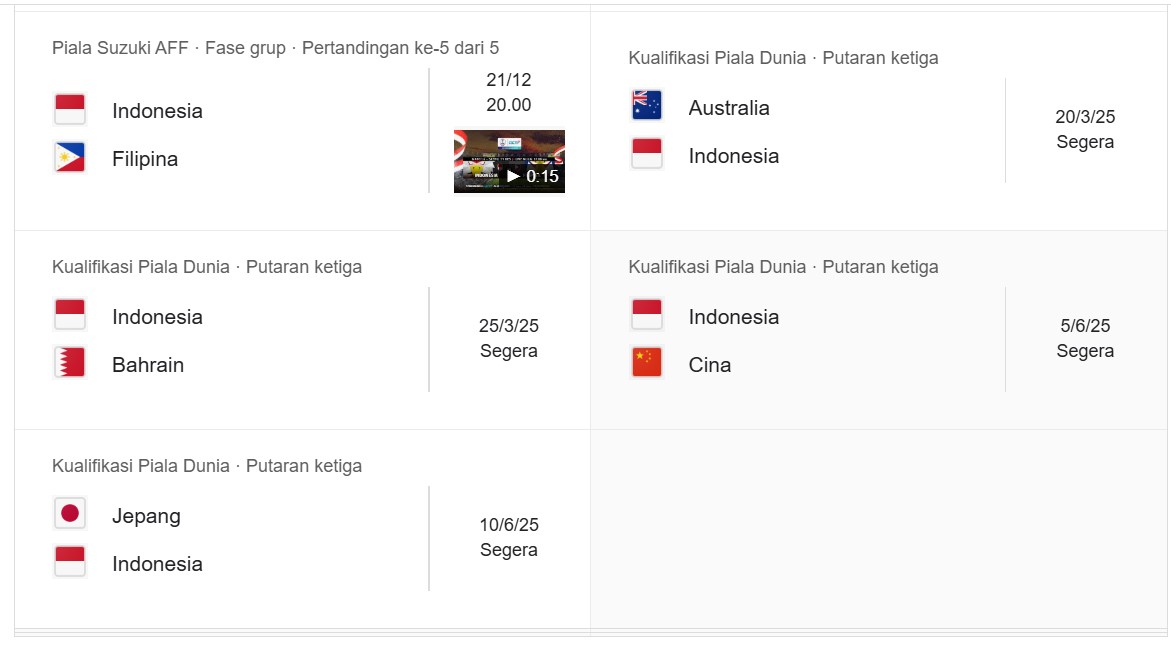 Piala Suzuki AFF · Fase grup · Pertandingan ke-5 dari 5
Indonesia
Filipina
21/12
20.00
INDONESIA
0:15
Kualifikasi Piala Dunia · Putaran ketiga
Australia
Indonesia
20/3/25
Segera
Kualifikasi Piala Dunia · Putaran ketiga
Indonesia
Bahrain
25/3/25
Segera
Kualifikasi Piala Dunia · Putaran ketiga
Indonesia
Cina
5/6/25
Segera
Kualifikasi Piala Dunia · Putaran ketiga
Jepang
Indonesia
10/6/25
Segera